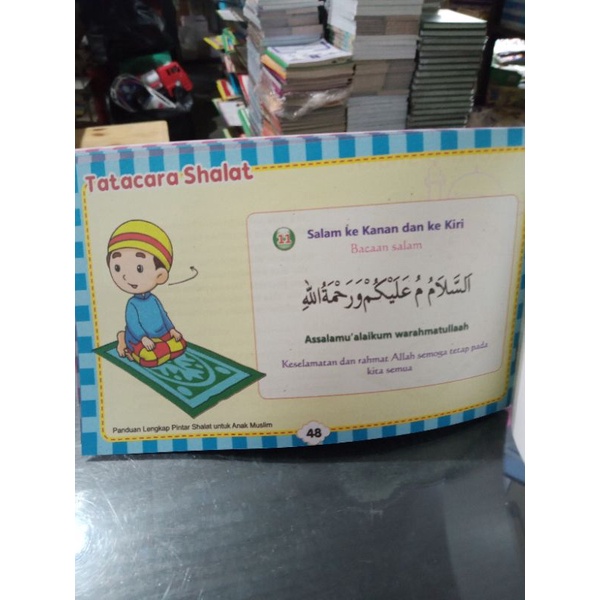 Tatacara Shalat
11
Salam ke Kanan dan ke Kiri
Bacaan salam
اَلسَّلَامُ مُ عَلَيْكُمْ وَرَحْمَةُ اللهِ
Assalamu'alaikum warahmatullaah
Keselamatan dan rahmat Allah semoga tetap pada
kita semua
Panduan Lengkap Pintar Shalat untuk Anak Muslim
48